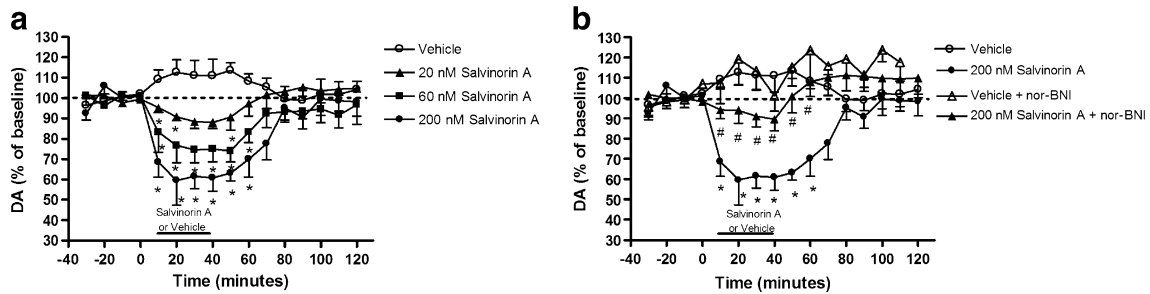 a
DA (% of baseline)
130
120
110
100
90
80
70
60
50
40
30
* * * * * * * * * * * * * * *
Salvinorin A
or Vehicle
-40 -20 0 20 40 60 80 100 120
Time (minutes)
Vehicle
20 nM Salvinorin A
60 nM Salvinorin A
200 nM Salvinorin A
b
DA (% of baseline)
130
120
110
100
90
80
70
60
50
40
30
# # # # # #
* * * * * *
Salvinorin A
or Vehicle
-40 -20 0 20 40 60 80 100 120
Time (minutes)
Vehicle
200 nM Salvinorin A
Vehicle + nor-BNI
200 nM Salvinorin A + nor-BNI